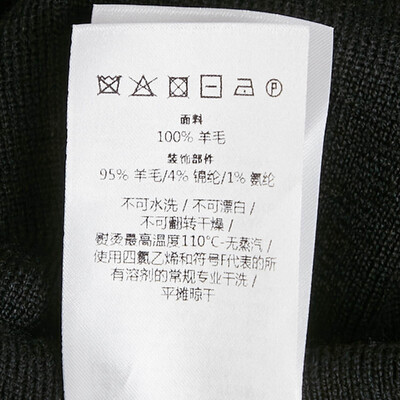 P
面料
100% 羊毛
装饰部件
95% 羊毛/4% 锦纶/1% 氨纶
不可水洗 / 不可漂白/
不可翻转干燥 /
熨烫最高温度110°C-无蒸汽 /
使用四氯乙烯和符号F代表的所
有溶剂的常规专业干洗 /
平摊晾干